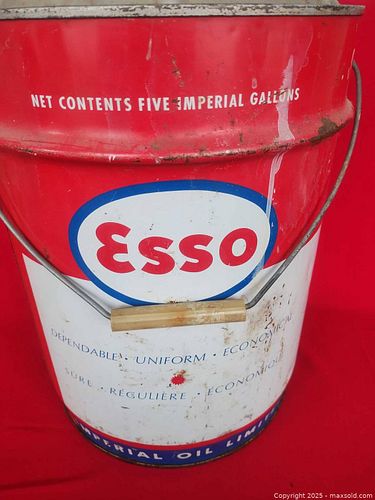 NET CONTENTS FIVE IMPERIAL GALLONS
Esso
DEPENDABLE • UNIFORM • ECONOMICAL
SÛRE • RÉGULIÈRE • ÉCONOMIQUE
IMPERIAL OIL LIMITED
Copyright 2025 - maxsold.com